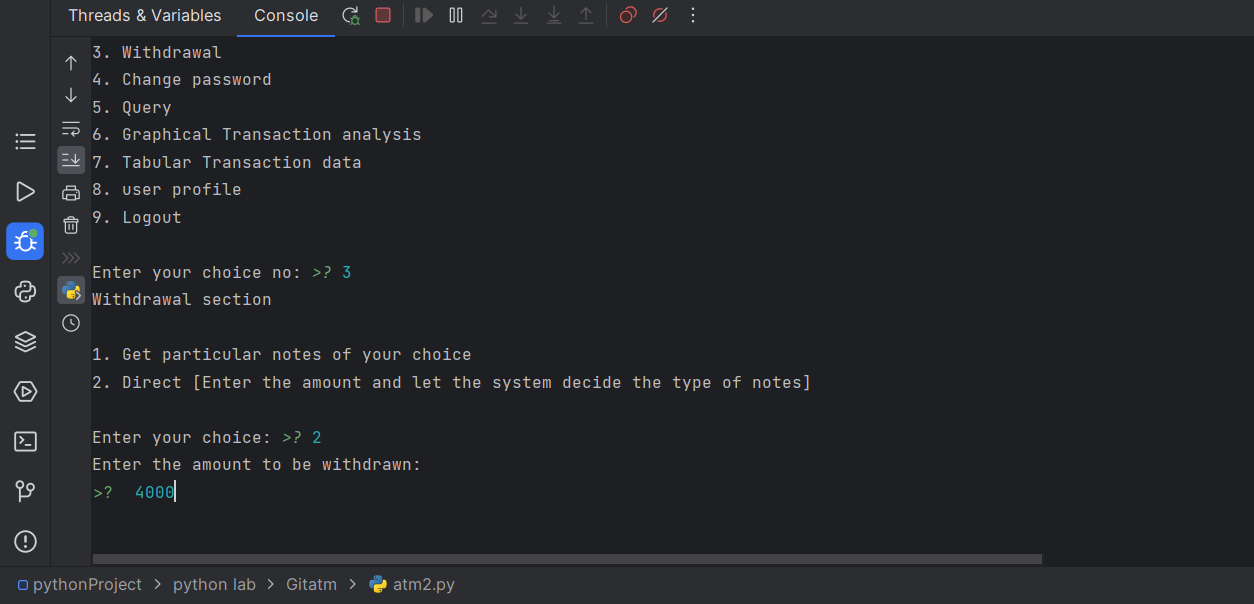 Threads & Variables Console
3. Withdrawal
4. Change password
5. Query
6. Graphical Transaction analysis
7. Tabular Transaction data
8. user profile
9. Logout
Enter your choice no: >? 3
Withdrawal section
1. Get particular notes of your choice
2. Direct [Enter the amount and let the system decide the type of notes]
Enter your choice: >? 2
Enter the amount to be withdrawn:
>? 4000
pythonProject > python lab > Gitatm > atm2.py